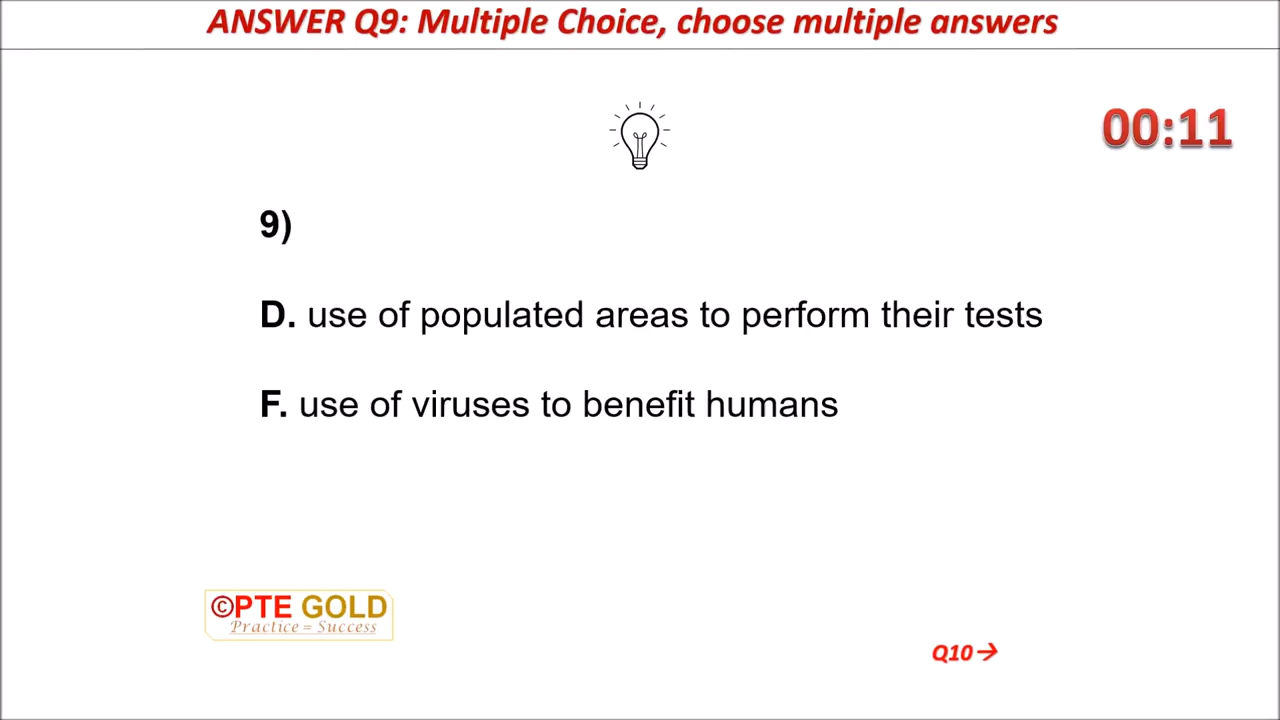 ANSWER Q9: Multiple Choice, choose multiple answers
00:11
9)
D. use of populated areas to perform their tests
F. use of viruses to benefit humans
©PTE GOLD
Practice = Success
Q10→